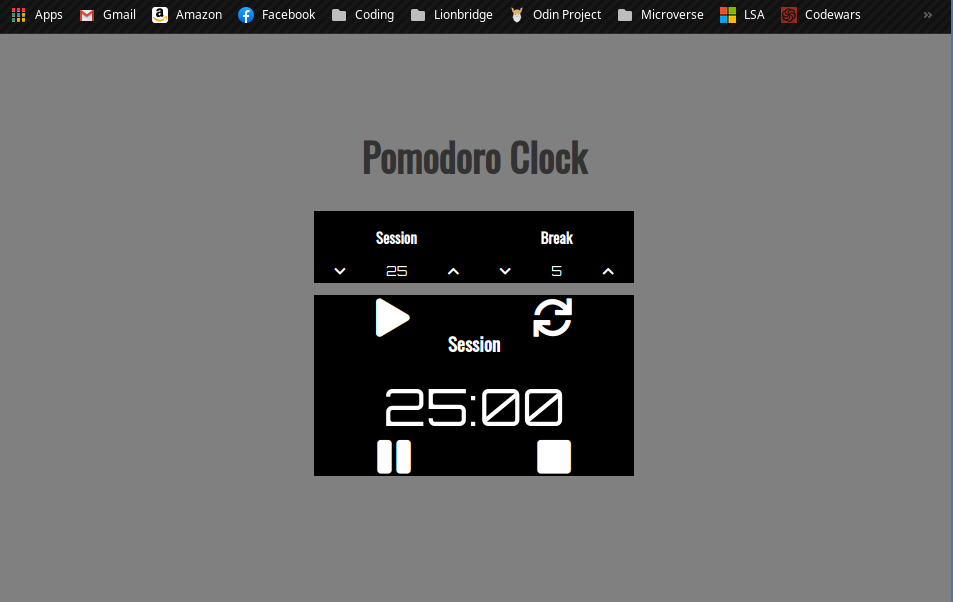 Apps Gmail Amazon Facebook Coding Lionbridge Odin Project Microverse LSA Codewars »
Pomodoro Clock
Session Break
25 5
Session
25:00